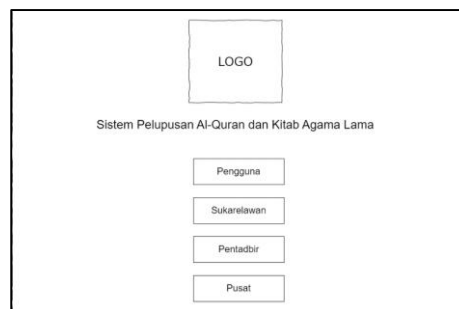 LOGO
Sistem Pelupusan Al-Quran dan Kitab Agama Lama
Pengguna
Sukarelawan
Pentadbir
Pusat